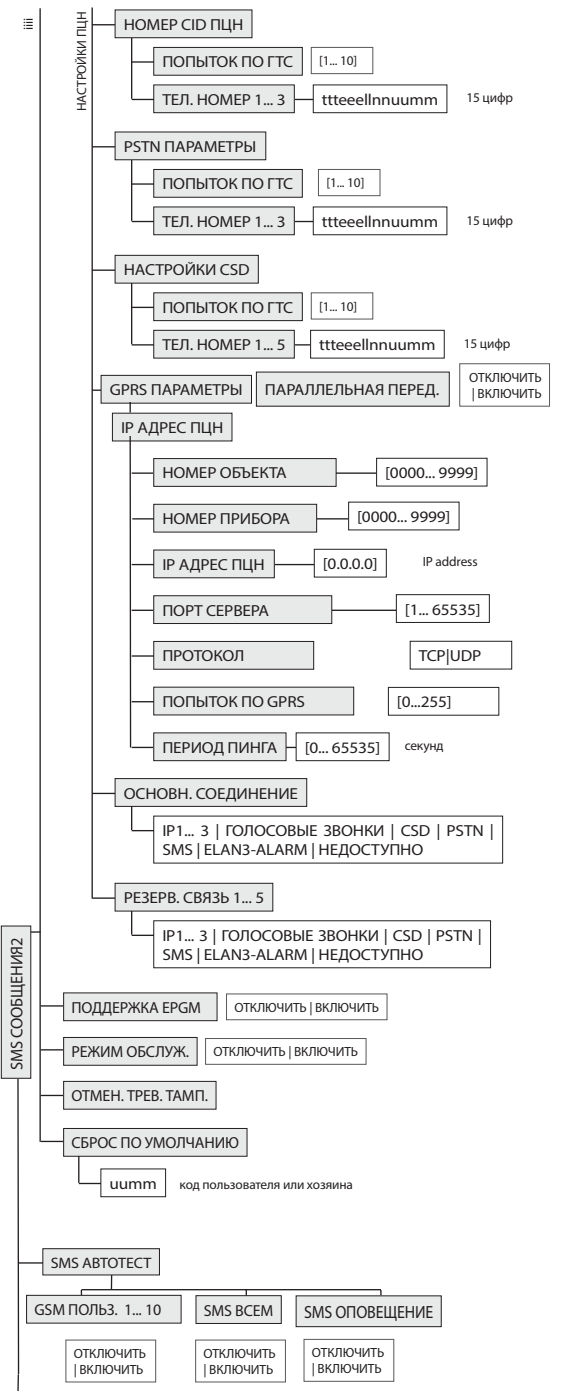 iiii
НАСТРОЙКИ ПЦН
НОМЕР CID ПЦН
ПОПЫТОК ПО ГТС [1... 10]
ТЕЛ. НОМЕР 1... 3 ttteeellnnuumm 15 цифр
PSTN ПАРАМЕТРЫ
ПОПЫТОК ПО ГТС [1... 10]
ТЕЛ. НОМЕР 1... 3 ttteeellnnuumm 15 цифр
НАСТРОЙКИ CSD
ПОПЫТОК ПО ГТС [1... 10]
ТЕЛ. НОМЕР 1... 5 ttteeellnnuumm 15 цифр
GPRS ПАРАМЕТРЫ ПАРАЛЛЕЛЬНАЯ ПЕРЕД. ОТКЛЮЧИТЬ
| ВКЛЮЧИТЬ
IP АДРЕС ПЦН
НОМЕР ОБЪЕКТА [0000... 9999]
НОМЕР ПРИБОРА [0000... 9999]
IP АДРЕС ПЦН [0.0.0.0] IP address
ПОРТ СЕРВЕРА [1... 65535]
ПРОТОКОЛ TCP|UDP
ПОПЫТОК ПО GPRS [0...255]
ПЕРИОД ПИНГА [0... 65535] секунд
ОСНОВН. СОЕДИНЕНИЕ
IP1... 3 | ГОЛОСОВЫЕ ЗВОНКИ | CSD | PSTN |
SMS | ELAN3-ALARM | НЕДОСТУПНО
РЕЗЕРВ. СВЯЗЬ 1... 5
IP1... 3 | ГОЛОСОВЫЕ ЗВОНКИ | CSD | PSTN |
SMS | ELAN3-ALARM | НЕДОСТУПНО
SMS СООБЩЕНИЯ2
ПОДДЕРЖКА EPGM ОТКЛЮЧИТЬ | ВКЛЮЧИТЬ
РЕЖИМ ОБСЛУЖ. ОТКЛЮЧИТЬ | ВКЛЮЧИТЬ
ОТМЕН. ТРЕВ. ТАМП.
СБРОС ПО УМОЛЧАНИЮ
uumm код пользователя или хозяина
SMS АВТОТЕСТ
GSM ПОЛЬЗ. 1... 10 SMS ВСЕМ SMS ОПОВЕЩЕНИЕ
ОТКЛЮЧИТЬ ОТКЛЮЧИТЬ ОТКЛЮЧИТЬ
| ВКЛЮЧИТЬ | ВКЛЮЧИТЬ | ВКЛЮЧИТЬ